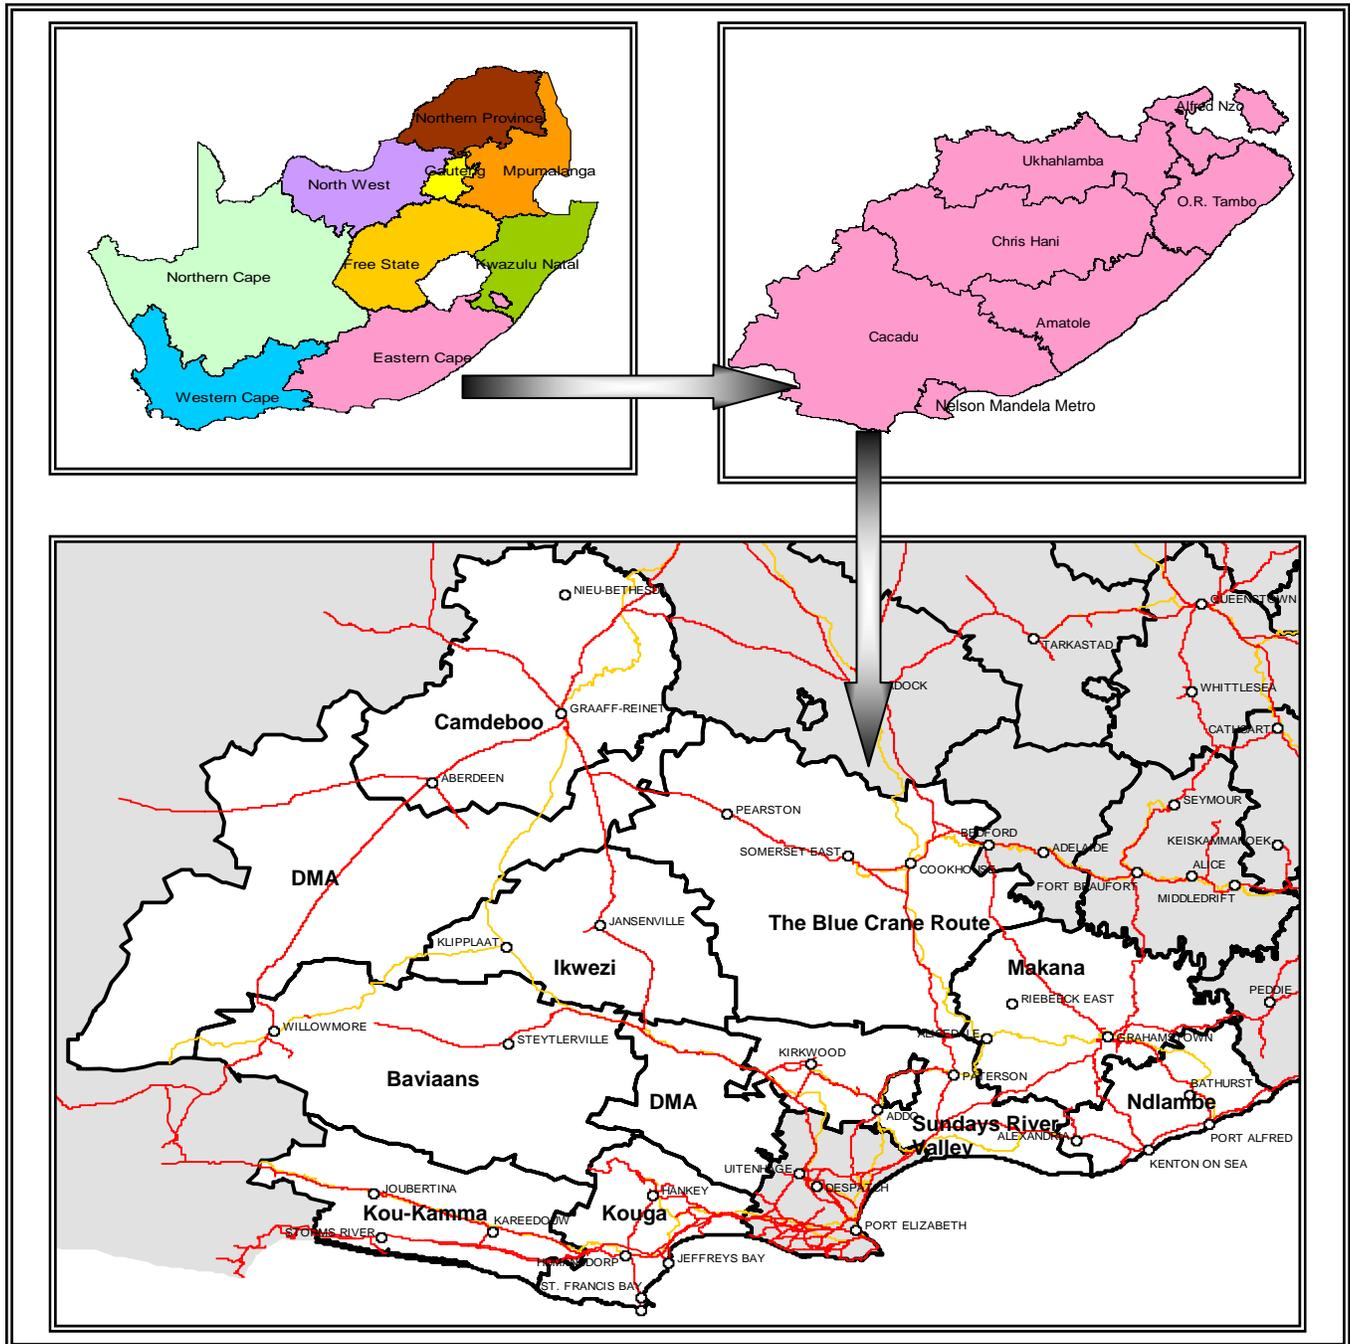 Northern Province
Gauteng
Mpumalanga
North West
Northern Cape
Free State
Kwazulu Natal
Eastern Cape
Western Cape
Alfred Nzo
Ukhahlamba
O.R. Tambo
Chris Hani
Amatole
Cacadu
Nelson Mandela Metro
NIEU-BETHESD
QUEENSTOWN
TARKASTAD
DOCK
WHITTLESEA
GRAAFF-REINET
Camdeboo
CATHCART
ABERDEEN
SEYMOUR
PEARSTON
BEDFORD
KEISKAMMAHOEK
SOMERSET EAST
ADELAIDE
COOKHOUSE
ALICE
DMA
FORT BEAUFORT
MIDDLEDRIFT
JANSENVILLE
The Blue Crane Route
KLIPPLAAT
Ikwezi
Makana
PEDDIE
RIEBEECK EAST
WILLOWMORE
STEYTLERVILLE
ALICEDALE
GRAHAMSTOWN
KIRKWOOD
Baviaans
PATERSON
BATHURST
DMA
Ndlambe
ADDO
Sundays River
Valley
ALEXANDRIA
PORT ALFRED
UITENHAGE
KENTON ON SEA
DESPATCH
JOUBERTINA
HANKEY
Kou-Kamma
Kouga
KAREEDOUW
PORT ELIZABETH
STORMS RIVER
HUMANSDORP
JEFFREYS BAY
ST. FRANCIS BAY